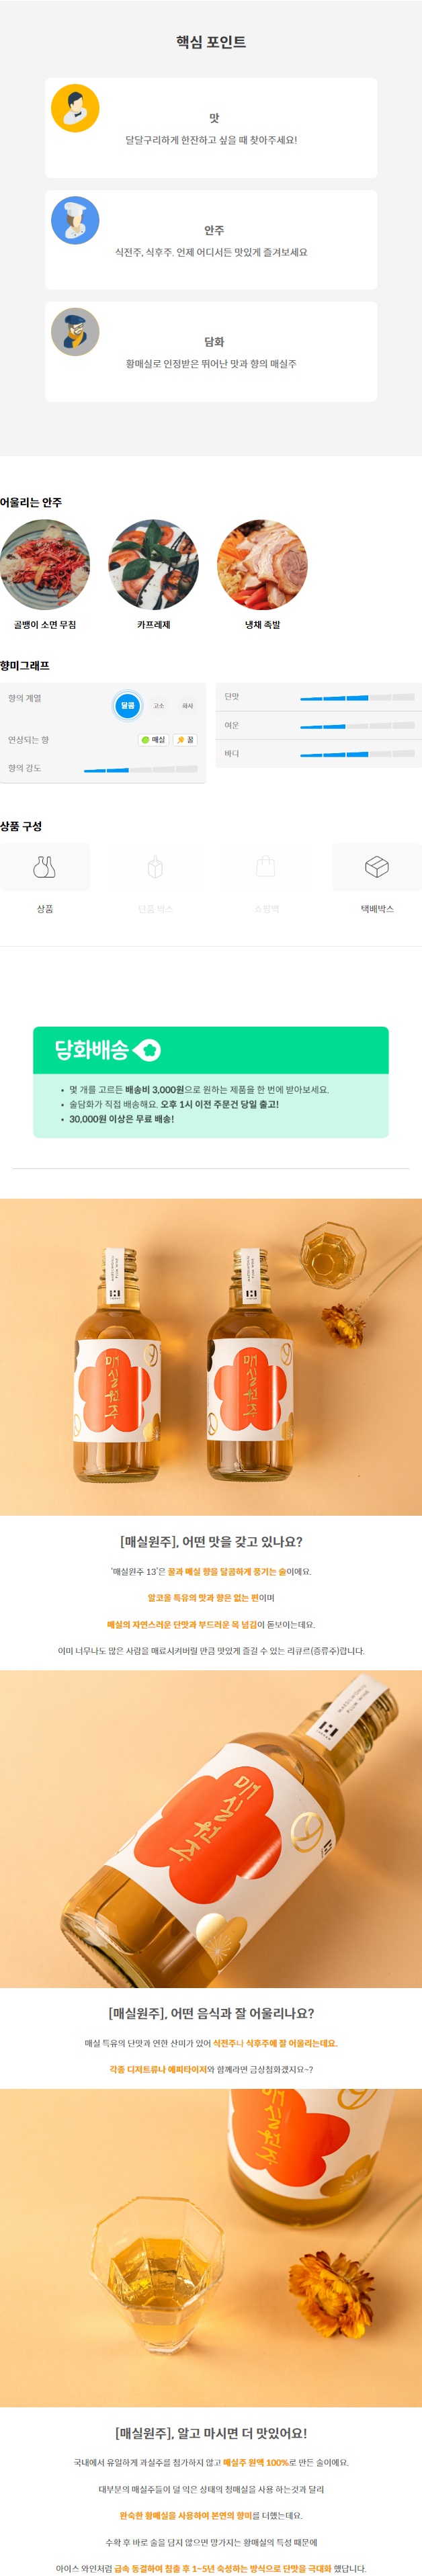 핵심 포인트
맛
달달구리하게 한잔하고 싶을 때 찾아주세요!
안주
식전주, 식후주. 언제 어디서든 맛있게 즐겨보세요
담화
황매실로 인정받은 뛰어난 맛과 향의 매실주
어울리는 안주
골뱅이 소면 무침
카프레제
냉채 족발
향미그래프
향의 계열
달콤
고소
화사
연상되는 향
매실
꿀
향의 강도
단맛
여운
바디
상품 구성
상품
단품 박스
쇼핑백
택배박스
담화배송
• 몇 개를 고르든 배송비 3,000원으로 원하는 제품을 한 번에 받아보세요.
• 술담화가 직접 배송해요. 오후 1시 이전 주문건 당일 출고!
• 30,000원 이상은 무료 배송!
매실원주
매실원주
[매실원주], 어떤 맛을 갖고 있나요?
'매실원주 13'은 꿀과 매실 향을 달콤하게 풍기는 술이에요.
알코올 특유의 맛과 향은 없는 편이며
매실의 자연스러운 단맛과 부드러운 목 넘김이 돋보이는데요.
이미 너무나도 많은 사람을 매료시켜버릴 만큼 맛있게 즐길 수 있는 리큐르(증류주)랍니다.
매실원주
[매실원주], 어떤 음식과 잘 어울리나요?
매실 특유의 단맛과 연한 산미가 있어 식전주나 식후주에 잘 어울리는데요.
각종 디저트류나 에피타이저와 함께라면 금상첨화겠지요~?
매실원주
[매실원주], 알고 마시면 더 맛있어요!
국내에서 유일하게 과실주를 첨가하지 않고 매실주 원액 100%로 만든 술이에요.
대부분의 매실주들이 덜 익은 상태의 청매실을 사용 하는것과 달리
완숙한 황매실을 사용하여 본연의 향미를 더했는데요.
수확 후 바로 술을 담지 않으면 망가지는 황매실의 특성 때문에
아이스 와인처럼 급속 동결하여 침출 후 1~5년 숙성하는 방식으로 단맛을 극대화 했답니다.